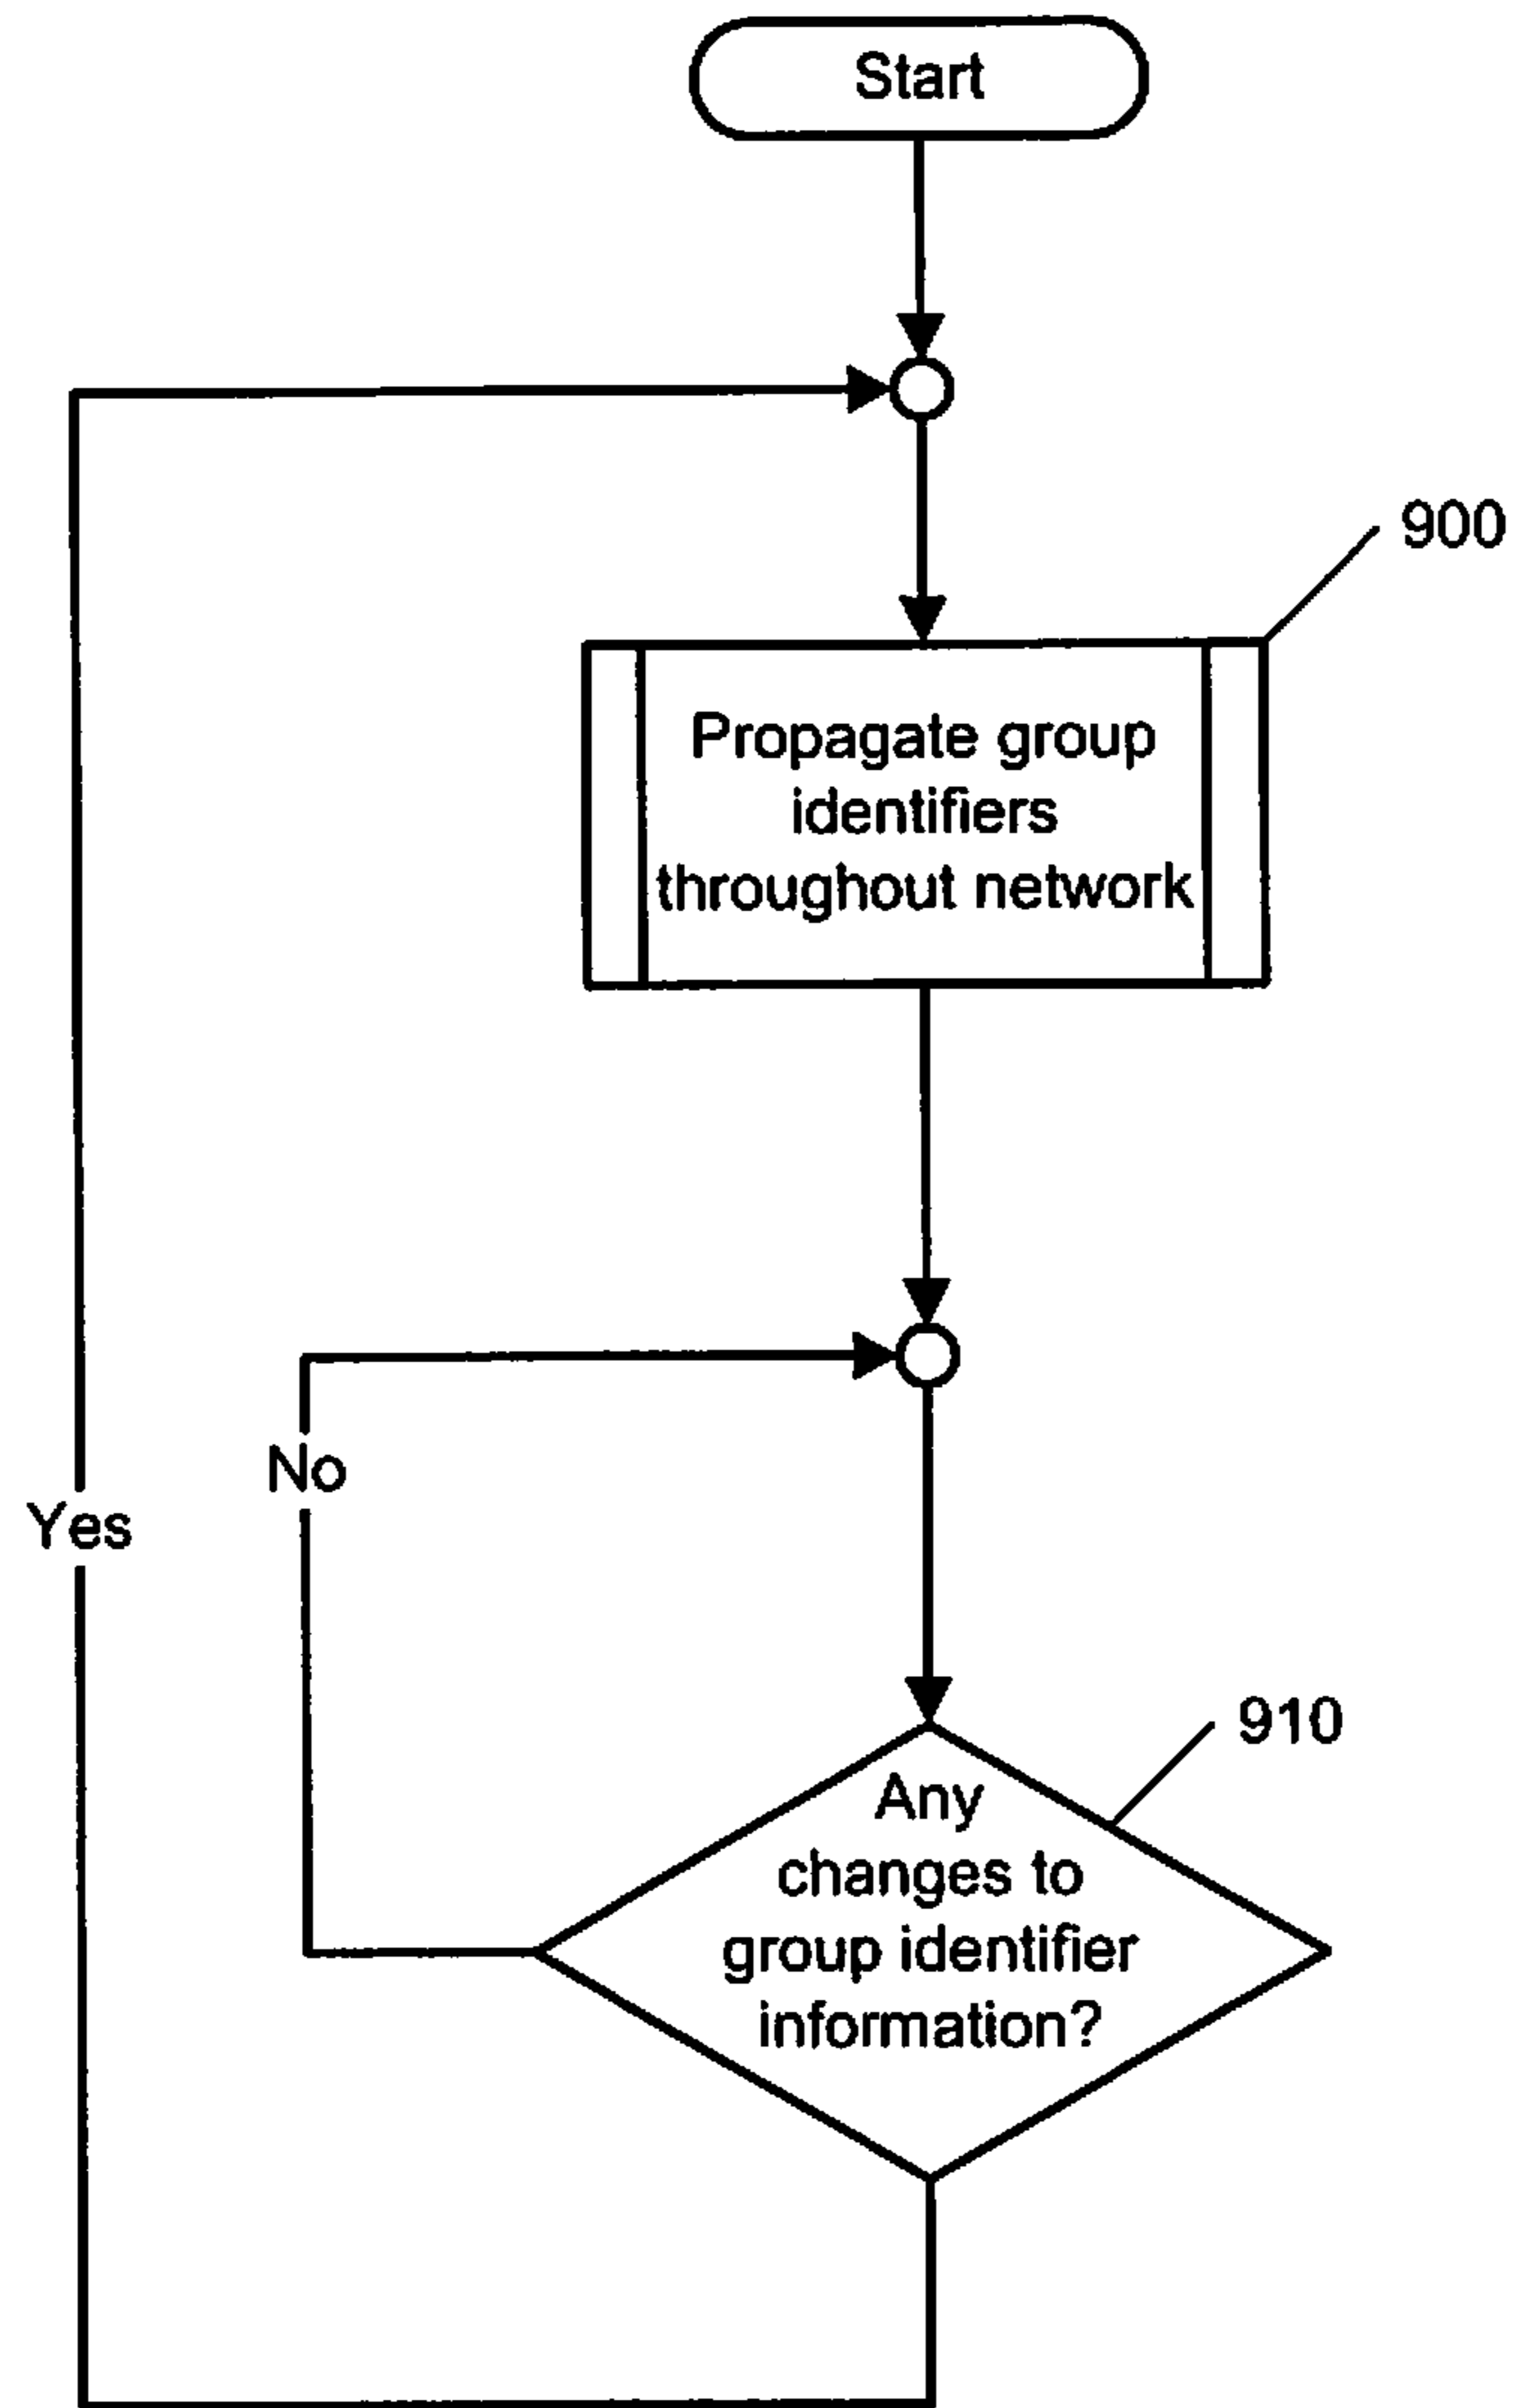 Start
900
Propagate group
identifiers
throughout network
No
Yes
910
Any
changes to
group identifier
information?